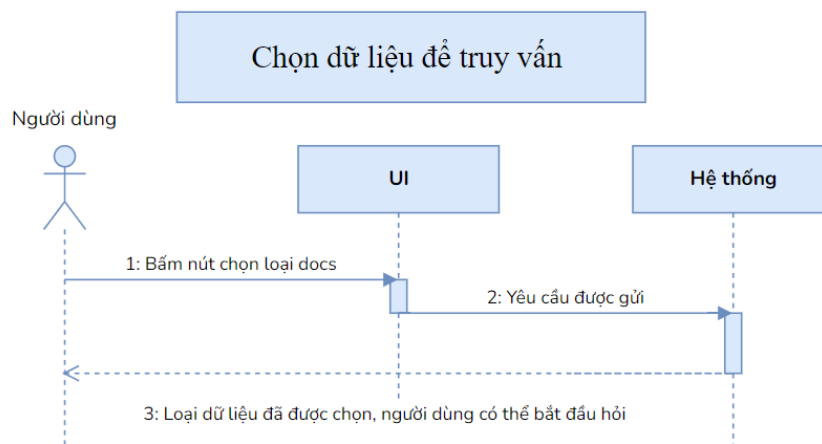 Chọn dữ liệu để truy vấn
Người dùng
UI
Hệ thống
1: Bấm nút chọn loại docs
2: Yêu cầu được gửi
3: Loại dữ liệu đã được chọn, người dùng có thể bắt đầu hỏi